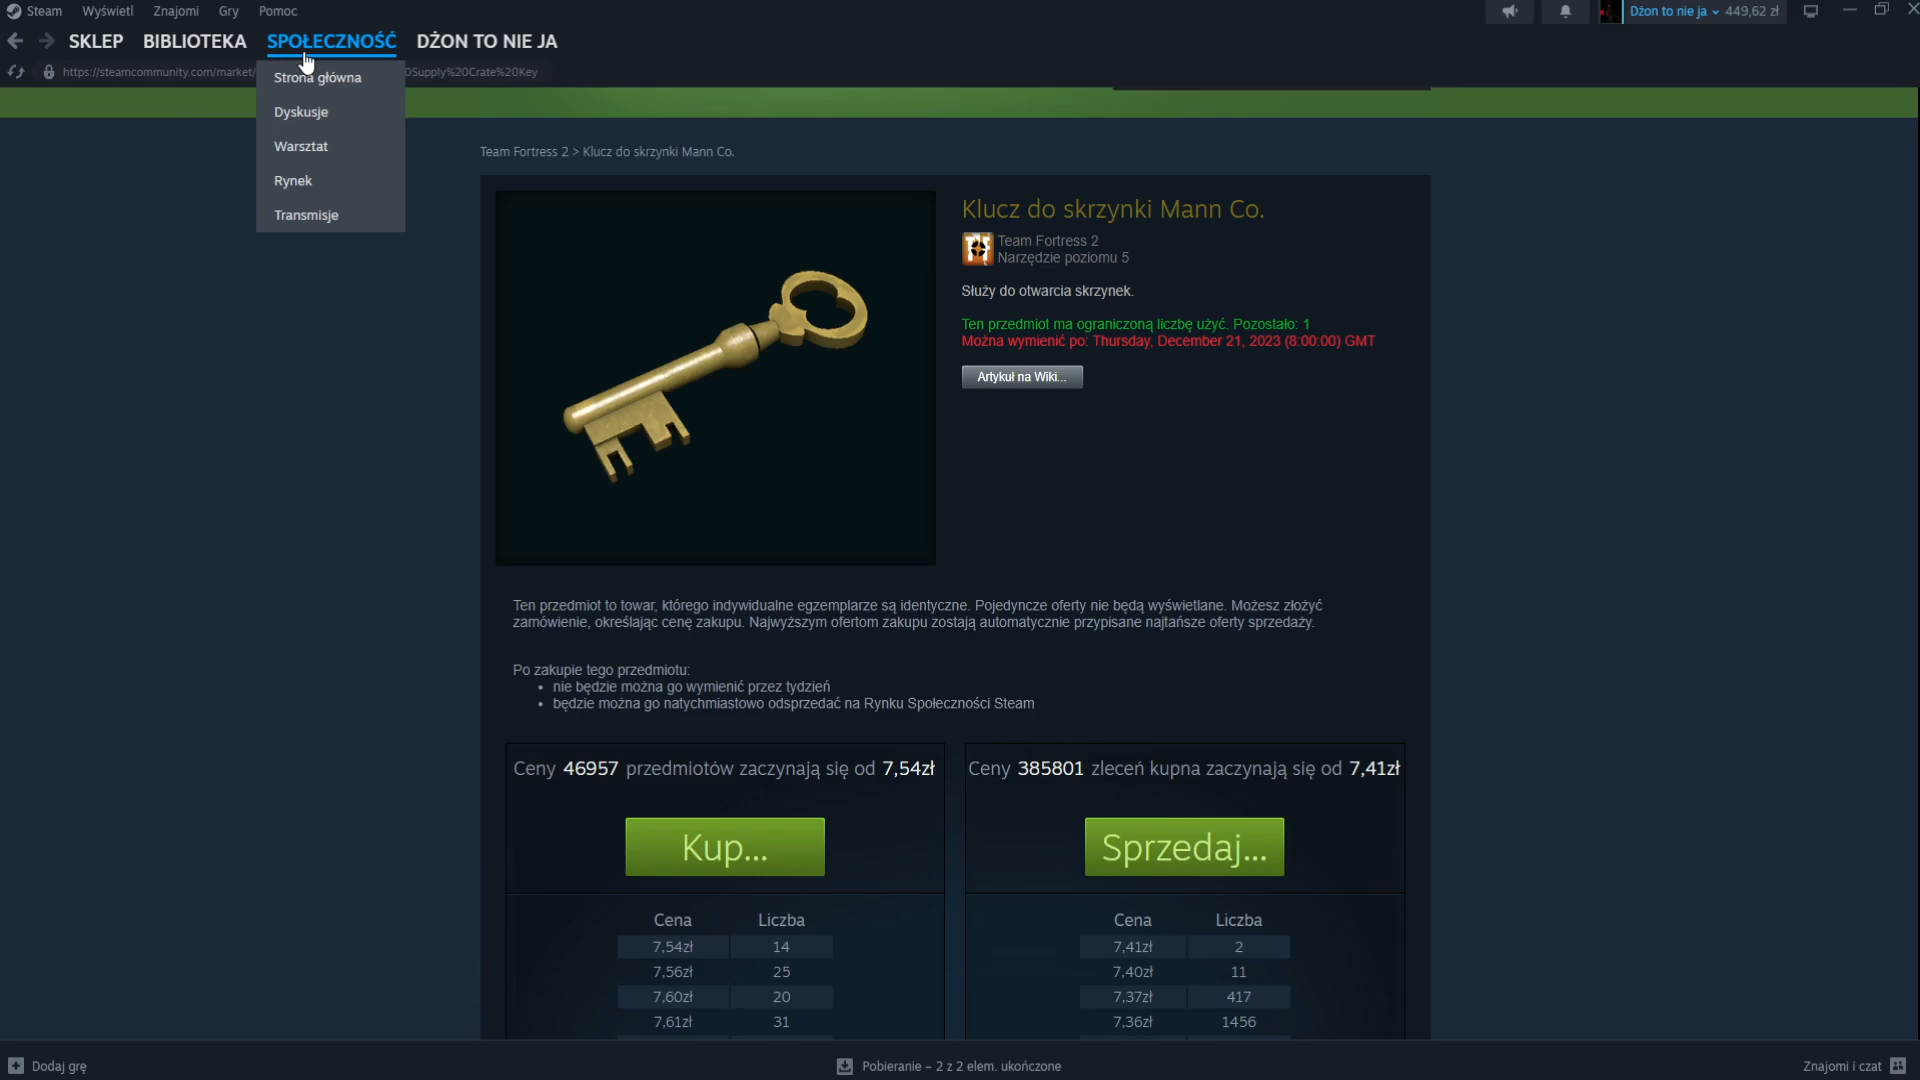 Steam Wyświetl Znajomi Gry Pomoc
Dżon to nie ja 449,62 zł
SKLEP BIBLIOTEKA SPOŁECZNOŚĆ DŻON TO NIE JA
https://steamcommunity.com/market/ Supply%20Crate%20Key
Strona główna
Dyskusje
Warsztat
Rynek
Transmisje
Team Fortress 2 > Klucz do skrzynki Mann Co.
Klucz do skrzynki Mann Co.
Team Fortress 2
Narzędzie poziomu 5
Służy do otwarcia skrzynek.
Ten przedmiot ma ograniczoną liczbę użyć. Pozostało: 1
Można wymienić po: Thursday, December 21, 2023 (8:00:00) GMT
Artykuł na Wiki...
Ten przedmiot to towar, którego indywidualne egzemplarze są identyczne. Pojedyncze oferty nie będą wyświetlane. Możesz złożyć
zamówienie, określając cenę zakupu. Najwyższym ofertom zakupu zostają automatycznie przypisane najtańsze oferty sprzedaży.
Po zakupie tego przedmiotu:
• nie będzie można go wymienić przez tydzień
• będzie można go natychmiastowo odsprzedać na Rynku Społeczności Steam
Ceny 46957 przedmiotów zaczynają się od 7,54zł
Kup...
Cena Liczba
7,54zł 14
7,56zł 25
7,60zł 20
7,61zł 31
Ceny 385801 zleceń kupna zaczynają się od 7,41zł
Sprzedaj...
Cena Liczba
7,41zł 2
7,40zł 11
7,37zł 417
7,36zł 1456
Dodaj grę
Pobieranie – 2 z 2 elem. ukończone
Znajomi i czat